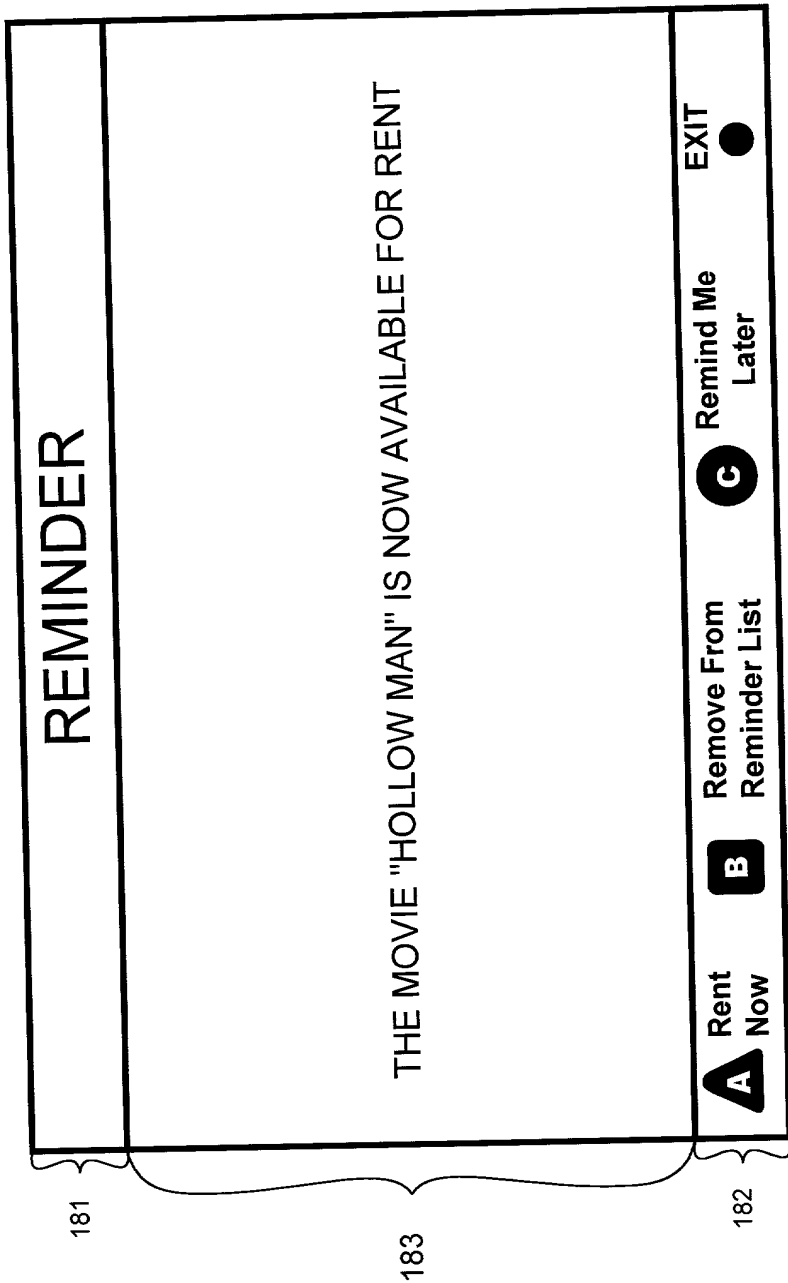 REMINDER
THE MOVIE "HOLLOW MAN" IS NOW AVAILABLE FOR RENT
A Rent Now
B Remove From Reminder List
C Remind Me Later
EXIT
181
183
182